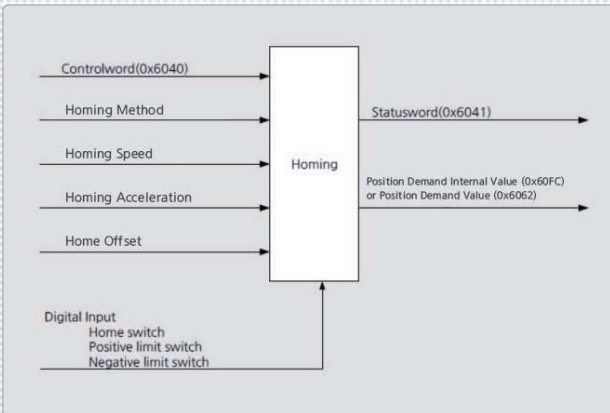 Controlword(0x6040)
Homing Method
Homing Speed
Homing Acceleration
Home Offset
Homing
Statusword(0x6041)
Position Demand Internal Value (0x60FC)
or Position Demand Value (0x6062)
Digital Input
Home switch
Positive limit switch
Negative limit switch